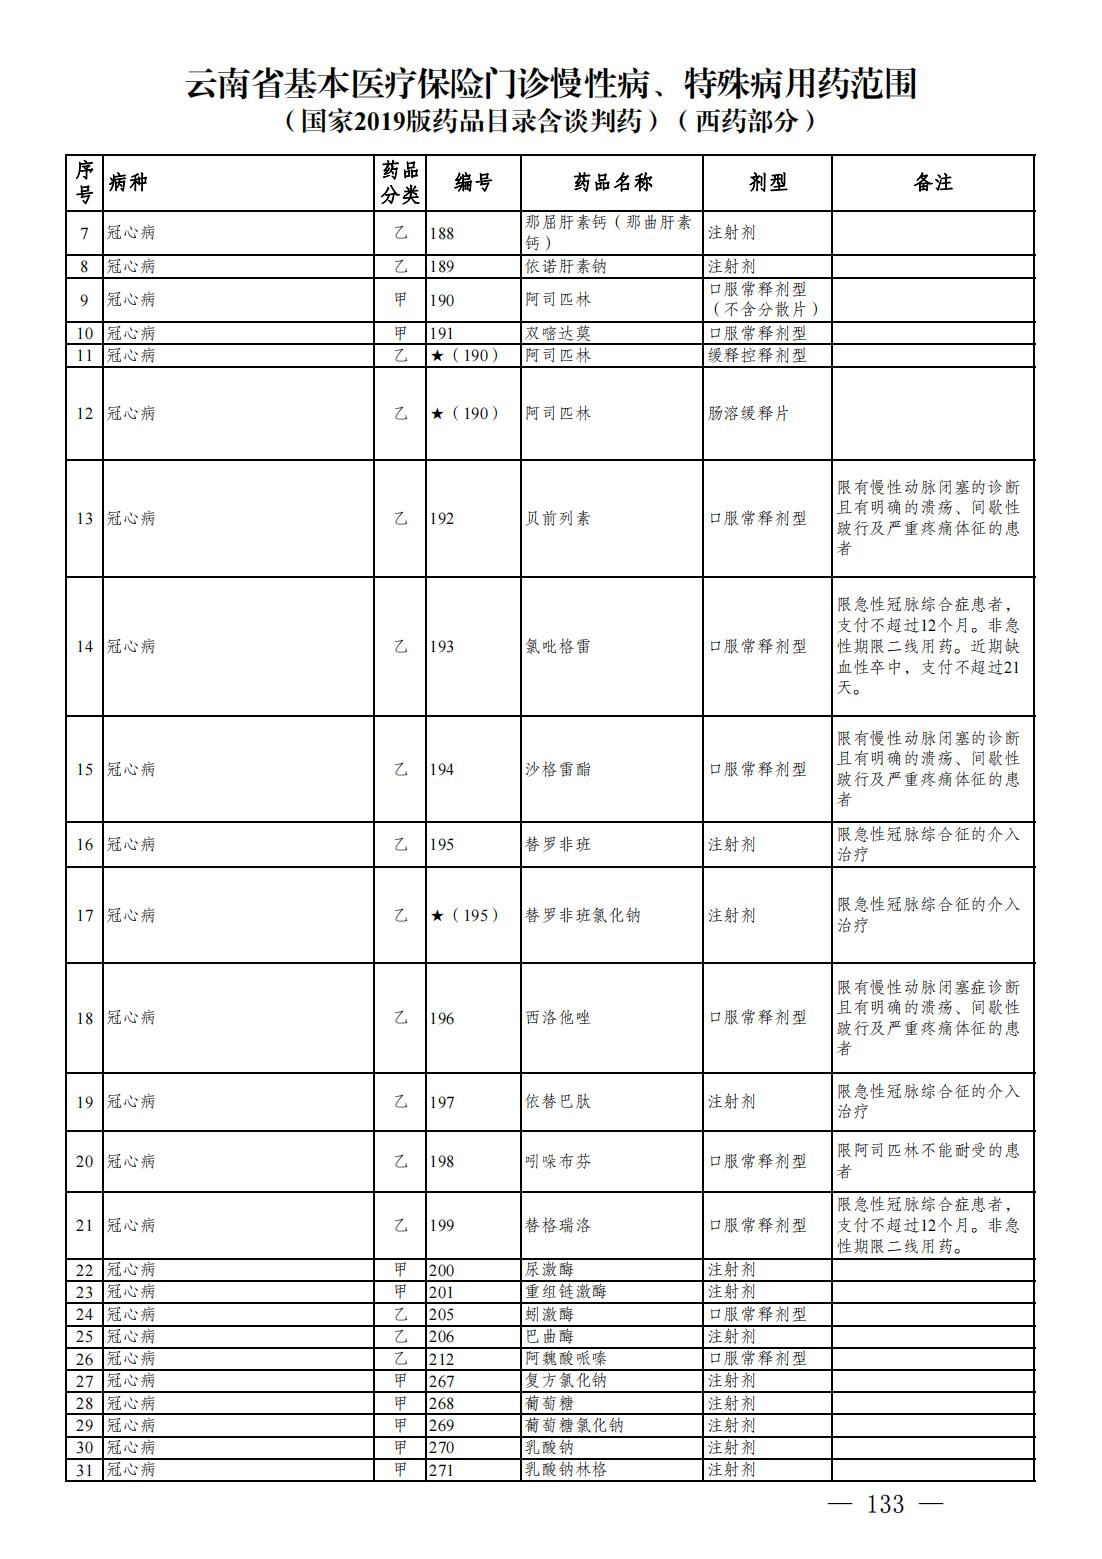 云南省基本医疗保险门诊慢性病、特殊病用药范围
（国家2019版药品目录含谈判药）（西药部分）
序号 病种 药品分类 编号 药品名称 剂型 备注
7 冠心病 乙 188 那屈肝素钙（那曲肝素钙） 注射剂
8 冠心病 乙 189 依诺肝素钠 注射剂
9 冠心病 甲 190 阿司匹林 口服常释剂型（不含分散片）
10 冠心病 甲 191 双嘧达莫 口服常释剂型
11 冠心病 乙 ★（190） 阿司匹林 缓释控释剂型
12 冠心病 乙 ★（190） 阿司匹林 肠溶缓释片
13 冠心病 乙 192 贝前列素 口服常释剂型 限有慢性动脉闭塞的诊断且有明确的溃疡、间歇性跛行及严重疼痛体征的患者
14 冠心病 乙 193 氯吡格雷 口服常释剂型 限急性冠脉综合症患者，支付不超过12个月。非急性期限二线用药。近期缺血性卒中，支付不超过21天。
15 冠心病 乙 194 沙格雷酯 口服常释剂型 限有慢性动脉闭塞的诊断且有明确的溃疡、间歇性跛行及严重疼痛体征的患者
16 冠心病 乙 195 替罗非班 注射剂 限急性冠脉综合征的介入治疗
17 冠心病 乙 ★（195） 替罗非班氯化钠 注射剂 限急性冠脉综合征的介入治疗
18 冠心病 乙 196 西洛他唑 口服常释剂型 限有慢性动脉闭塞症诊断且有明确的溃疡、间歇性跛行及严重疼痛体征的患者
19 冠心病 乙 197 依替巴肽 注射剂 限急性冠脉综合征的介入治疗
20 冠心病 乙 198 吲哚布芬 口服常释剂型 限阿司匹林不能耐受的患者
21 冠心病 乙 199 替格瑞洛 口服常释剂型 限急性冠脉综合症患者，支付不超过12个月。非急性期限二线用药。
22 冠心病 甲 200 尿激酶 注射剂
23 冠心病 甲 201 重组链激酶 注射剂
24 冠心病 乙 205 蚓激酶 口服常释剂型
25 冠心病 乙 206 巴曲酶 注射剂
26 冠心病 乙 212 阿魏酸哌嗪 口服常释剂型
27 冠心病 甲 267 复方氯化钠 注射剂
28 冠心病 甲 268 葡萄糖 注射剂
29 冠心病 甲 269 葡萄糖氯化钠 注射剂
30 冠心病 甲 270 乳酸钠 注射剂
31 冠心病 甲 271 乳酸钠林格 注射剂
— 133 —